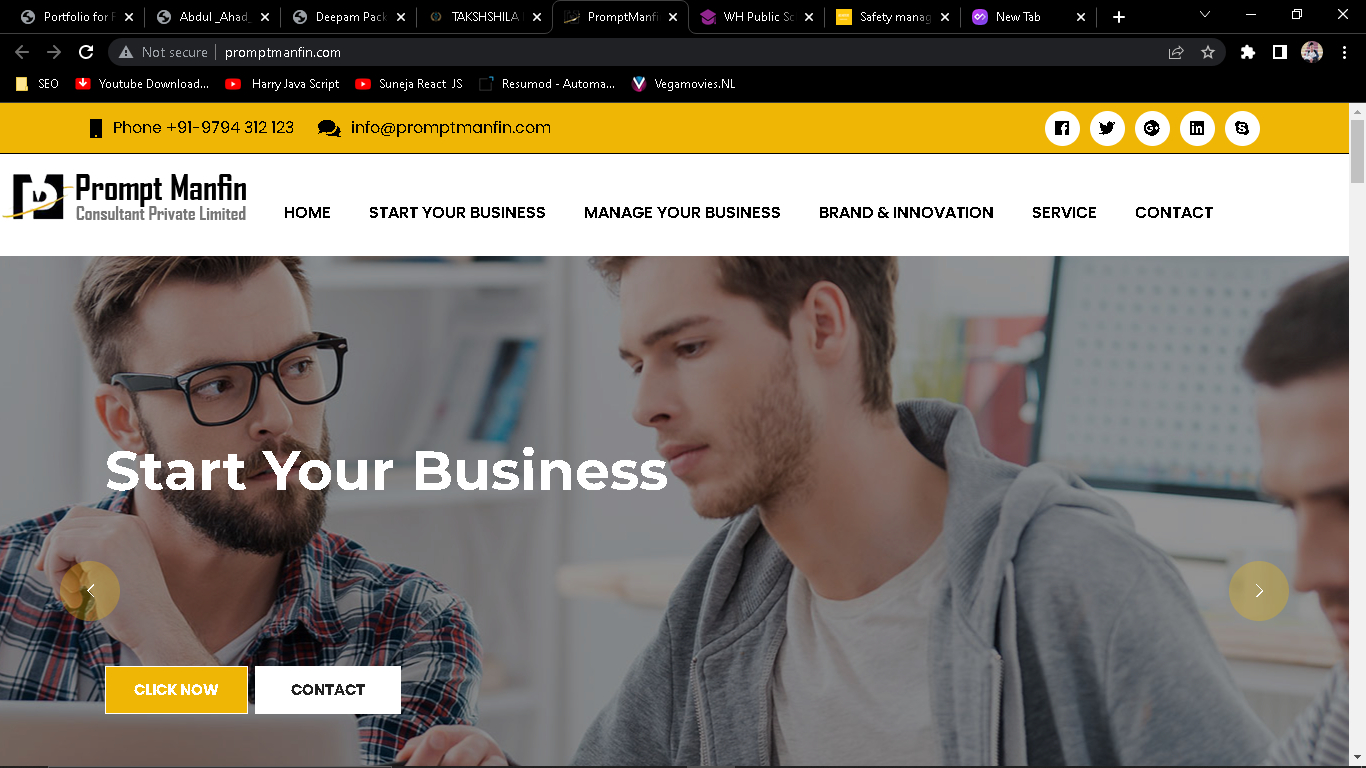 Portfolio for F
Abdul _Ahad_
Deepam Pack
TAKSHSHILA
PromptManfi
WH Public Sc
Safety manag
New Tab
Not secure
promptmanfin.com
SEO
Youtube Download...
Harry Java Script
Suneja React JS
Resumod - Automa...
Vegamovies.NL
Phone +91-9794 312 123
info@promptmanfin.com
Prompt Manfin
Consultant Private Limited
HOME
START YOUR BUSINESS
MANAGE YOUR BUSINESS
BRAND & INNOVATION
SERVICE
CONTACT
Start Your Business
CLICK NOW
CONTACT